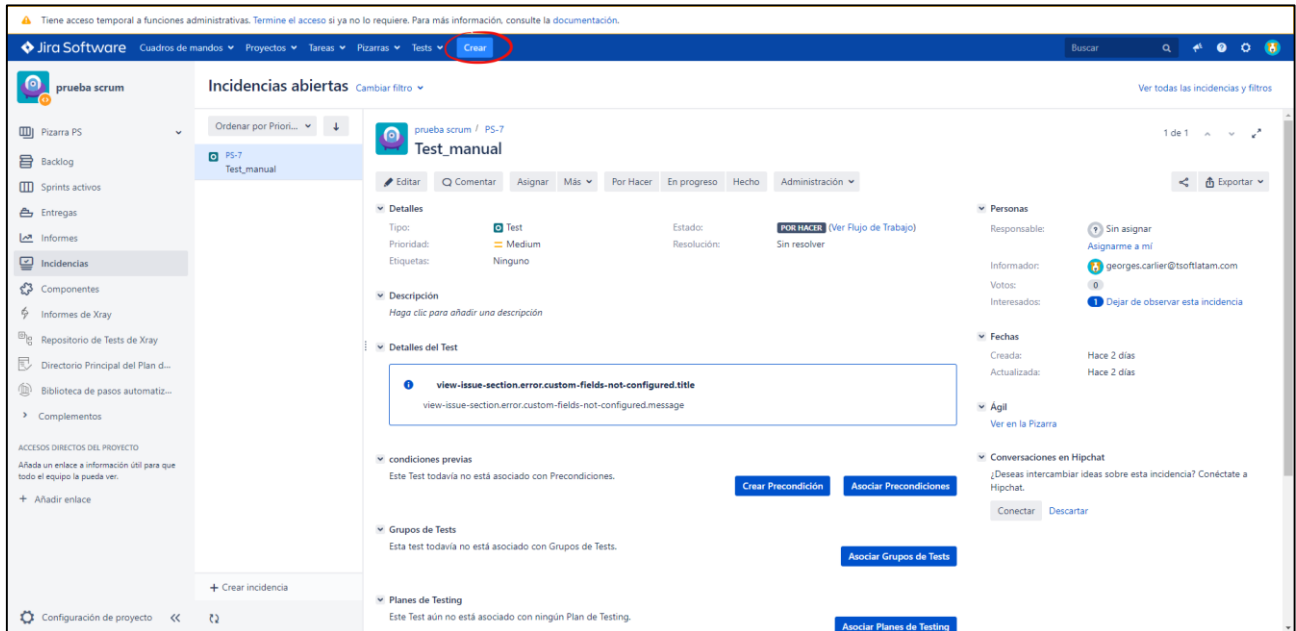 Tiene acceso temporal a funciones administrativas. Termine el acceso si ya no lo requiere. Para más información, consulte la documentación.
Jira Software Cuadros de mandos Proyectos Tareas Pizarras Tests Crear Buscar
prueba scrum
Pizarra PS
Backlog
Sprints activos
Entregas
Informes
Incidencias
Componentes
Informes de Xray
Repositorio de Tests de Xray
Directorio Principal del Plan d...
Biblioteca de pasos automatiz...
Complementos
ACCESOS DIRECTOS DEL PROYECTO
Añada un enlace a información útil para que
todo el equipo la pueda ver.
+ Añadir enlace
Configuración de proyecto
Incidencias abiertas Cambiar filtro
Ver todas las incidencias y filtros
Ordenar por Priori...
PS-7
Test_manual
+ Crear incidencia
prueba scrum / PS-7
Test_manual
1 de 1
Editar Comentar Asignar Más Por Hacer En progreso Hecho Administración
Exportar
Detalles
Tipo: Test Estado: POR HACER (Ver Flujo de Trabajo)
Prioridad: Medium Resolución: Sin resolver
Etiquetas: Ninguno
Descripción
Haga clic para añadir una descripción
Detalles del Test
view-issue-section.error.custom-fields-not-configured.title
view-issue-section.error.custom-fields-not-configured.message
condiciones previas
Este Test todavía no está asociado con Precondiciones.
Crear Precondición Asociar Precondiciones
Grupos de Tests
Esta test todavía no está asociado con Grupos de Tests.
Asociar Grupos de Tests
Planes de Testing
Este Test aún no está asociado con ningún Plan de Testing.
Asociar Planes de Testing
Personas
Responsable: Sin asignar
Asignarme a mí
Informador: georges.carlier@tsoftlatam.com
Votos: 0
Interesados: 1 Dejar de observar esta incidencia
Fechas
Creada: Hace 2 días
Actualizada: Hace 2 días
Ágil
Ver en la Pizarra
Conversaciones en Hipchat
¿Deseas intercambiar ideas sobre esta incidencia? Conéctate a
Hipchat.
Conectar Descartar